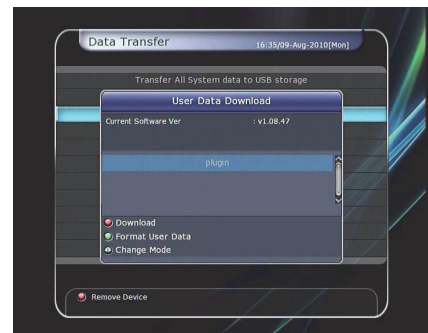 Data Transfer
16:35/09-Aug-2010[Mon]
Transfer All System data to USB storage
User Data Download
Current Software Ver : v1.08.47
plugin
Download
Format User Data
Change Mode
Remove Device